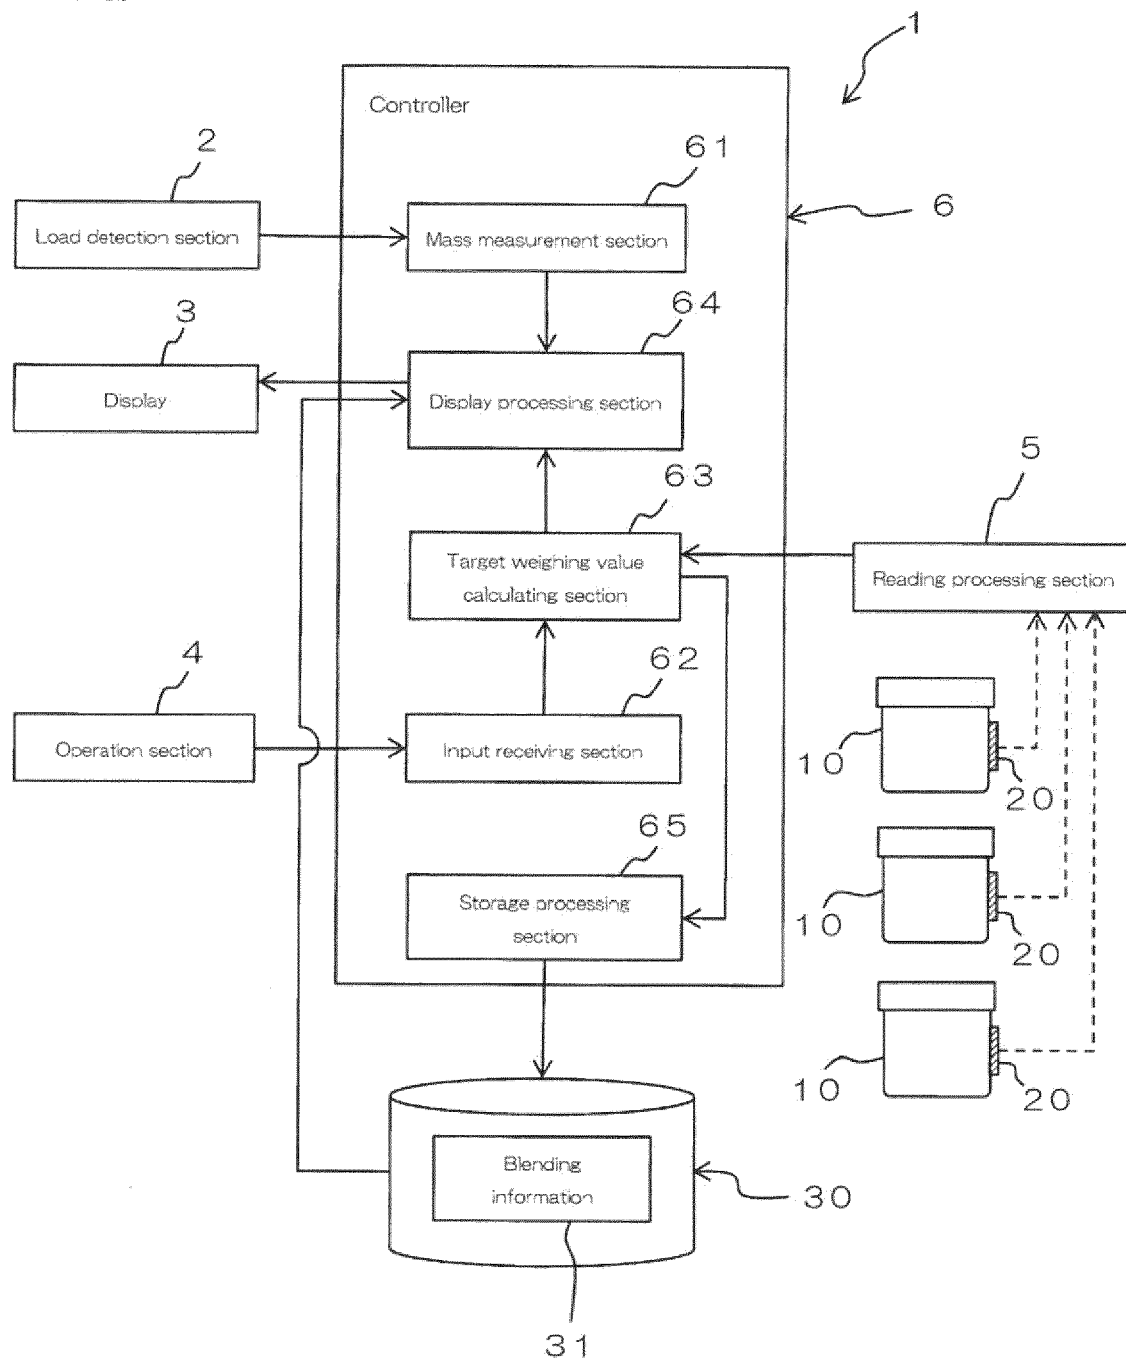 1
Controller
2
61
6
Load detection section
Mass measurement section
3
64
Display
Display processing section
5
63
Target weighing value
calculating section
Reading processing section
4
62
Operation section
Input receiving section
10
20
65
Storage processing
section
10
20
10
20
Blending
information
30
31